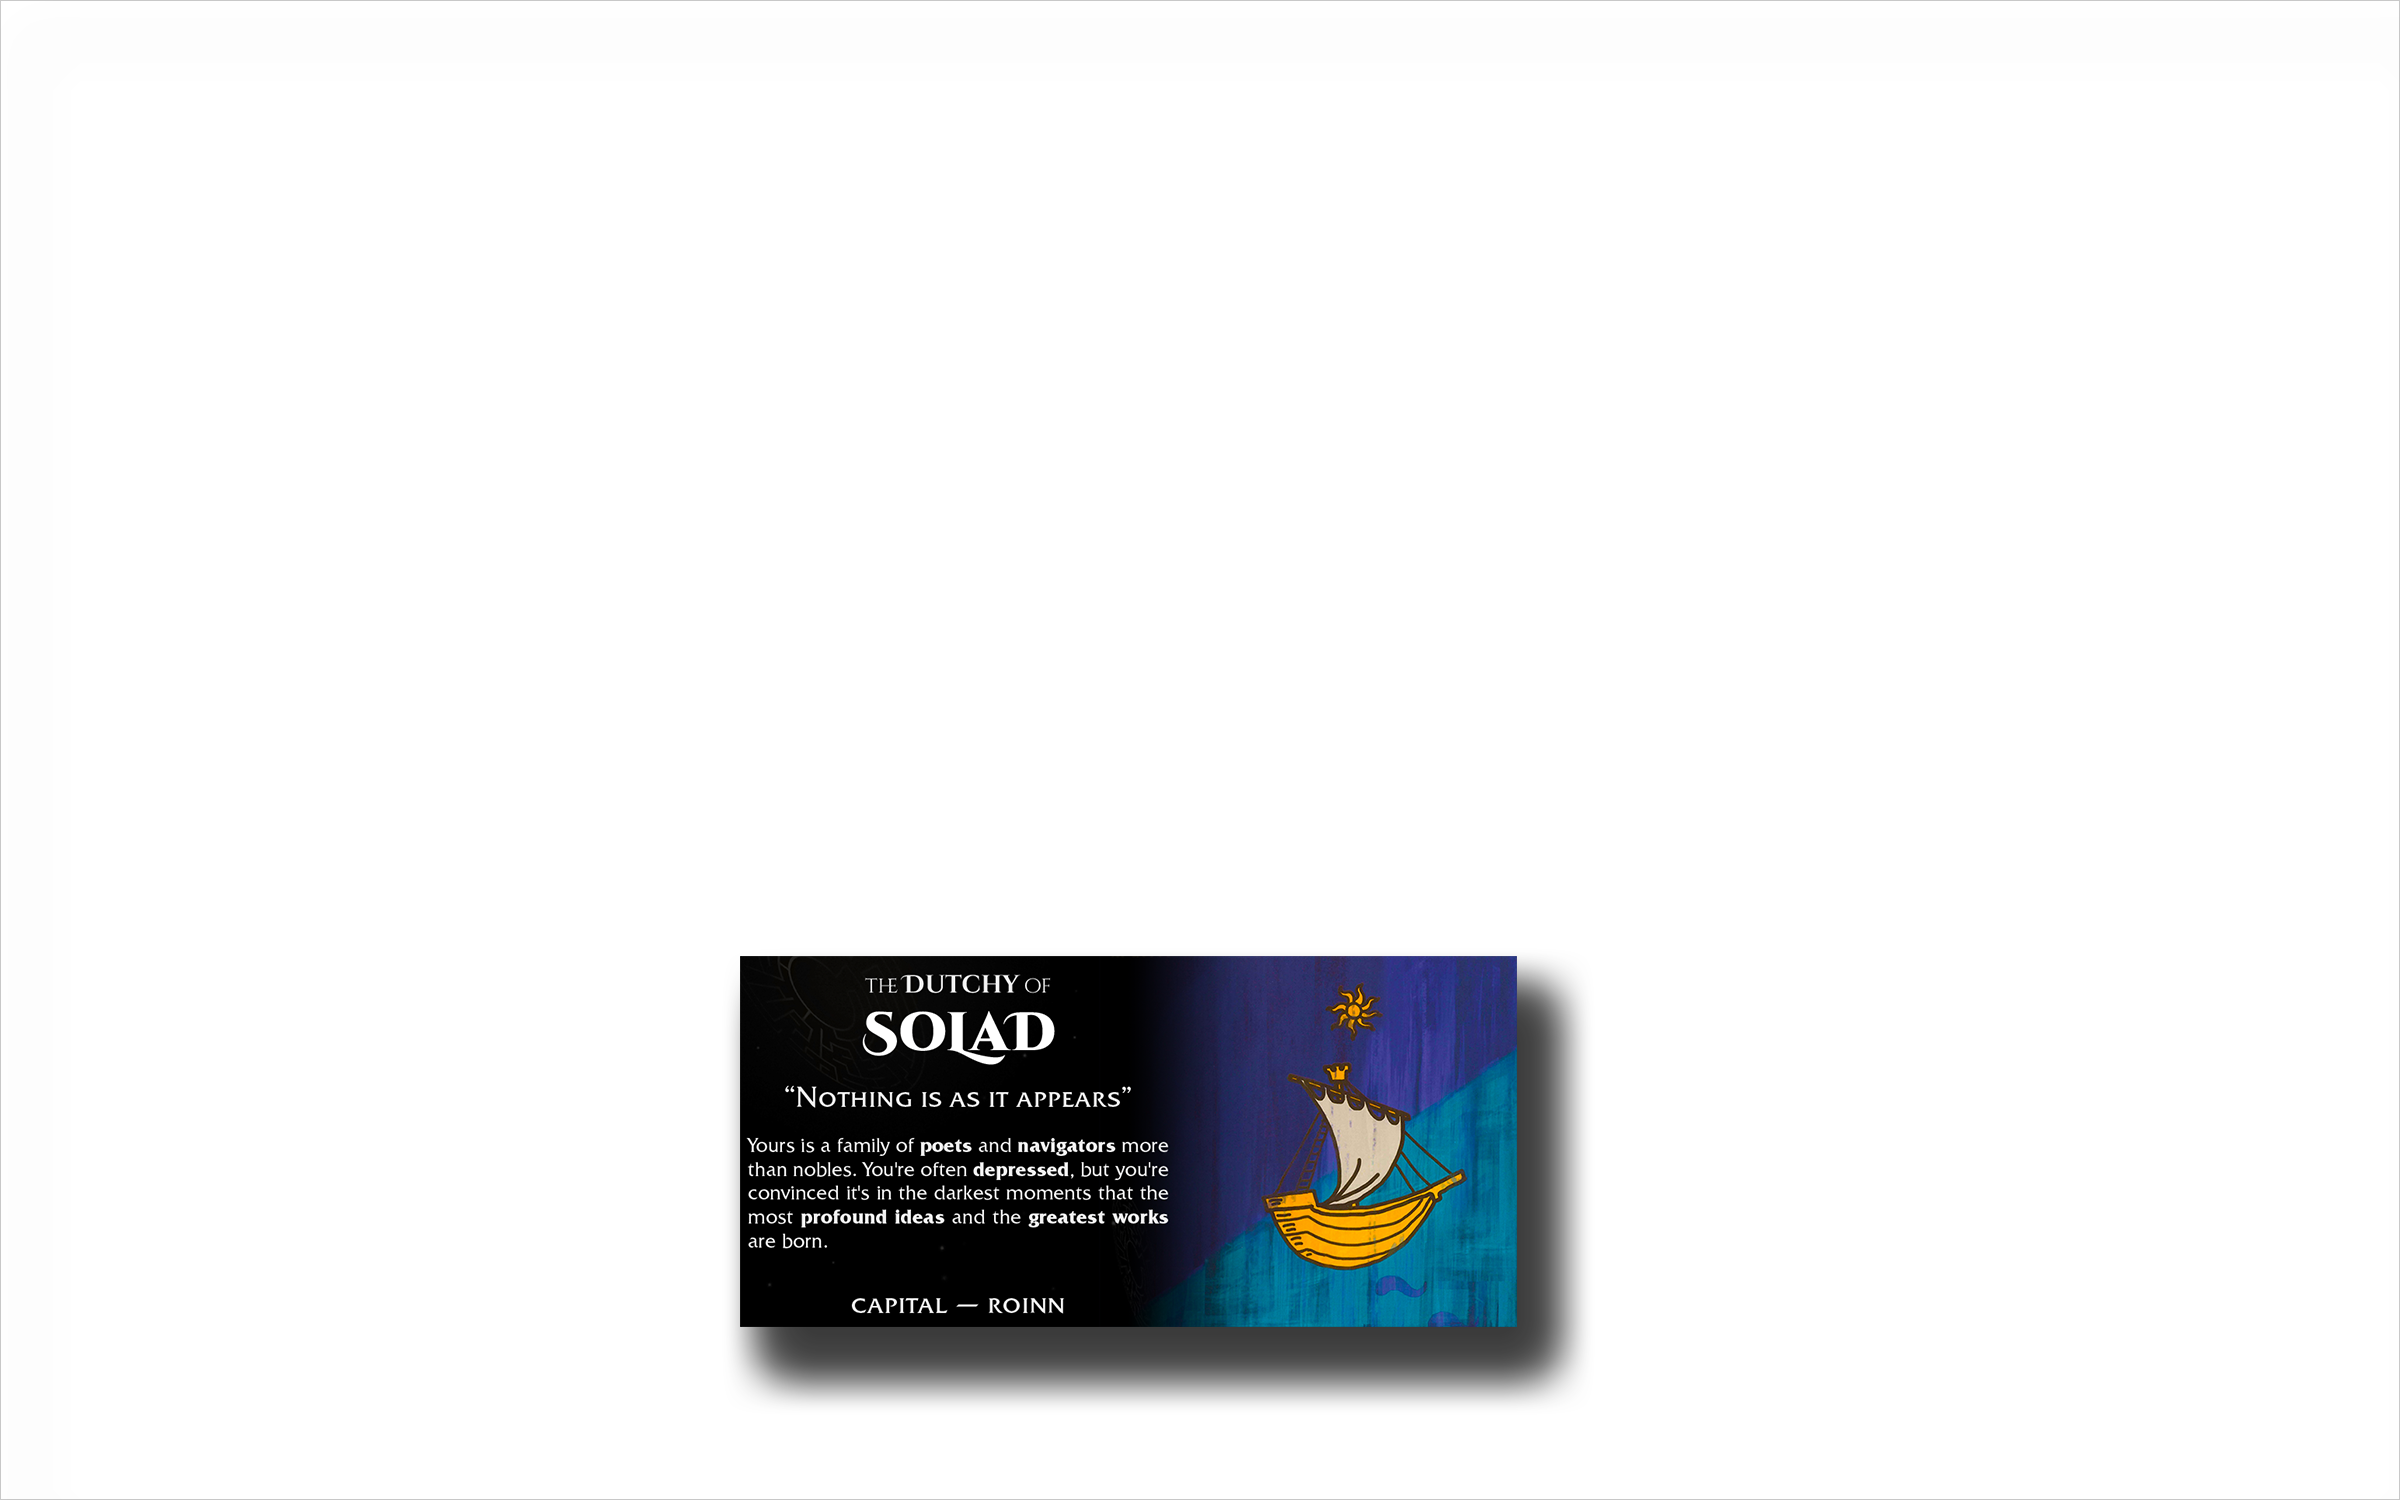 THE DUTCHY OF
SOLAD
“NOTHING IS AS IT APPEARS”
Yours is a family of poets and navigators more
than nobles. You're often depressed, but you're
convinced it's in the darkest moments that the
most profound ideas and the greatest works
are born.
CAPITAL — ROINN